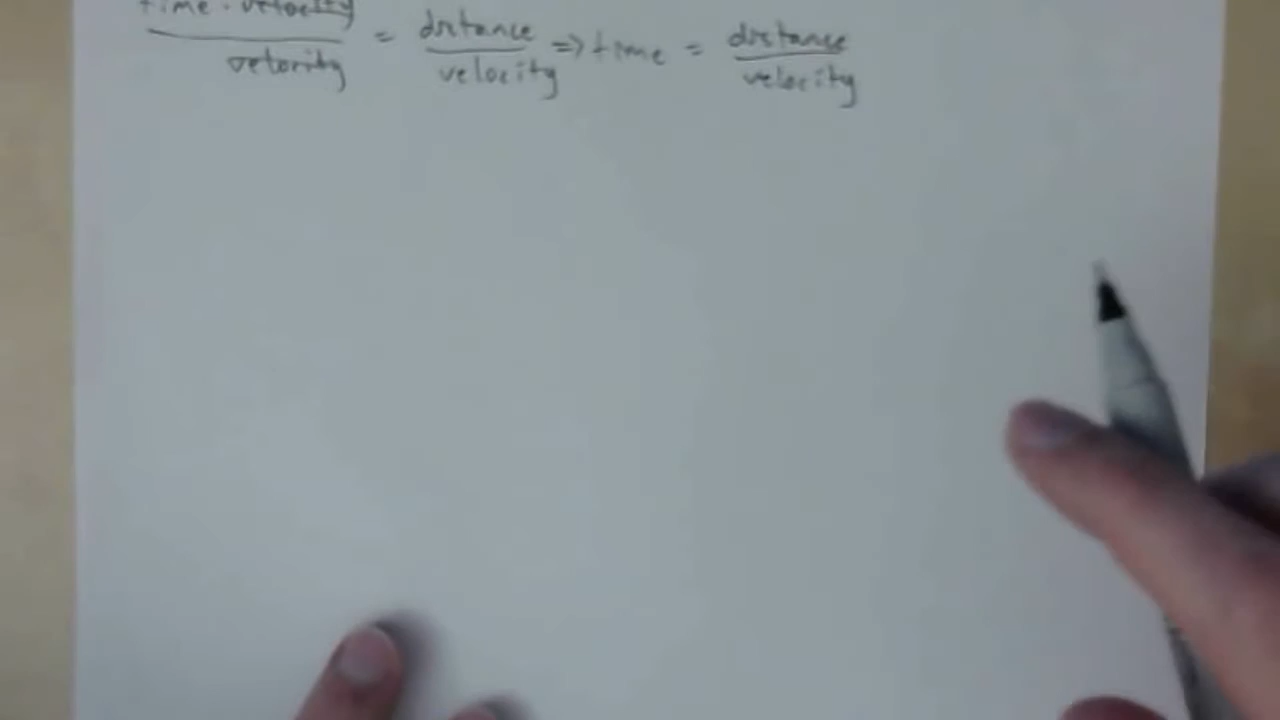 time · velocity
velocity = distance
velocity => time = distance
velocity